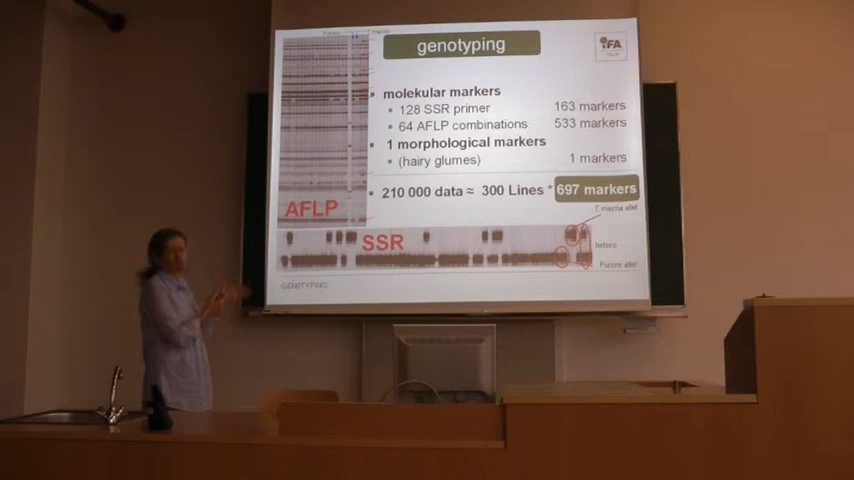 genotyping
IFA
molekular markers
128 SSR primer 163 markers
64 AFLP combinations 533 markers
1 morphological markers
(hairy glumes) 1 markers
210 000 data ≈ 300 Lines * 697 markers
AFLP
T. macha allel
SSR
hetero
Furore allel
GENOTYPING